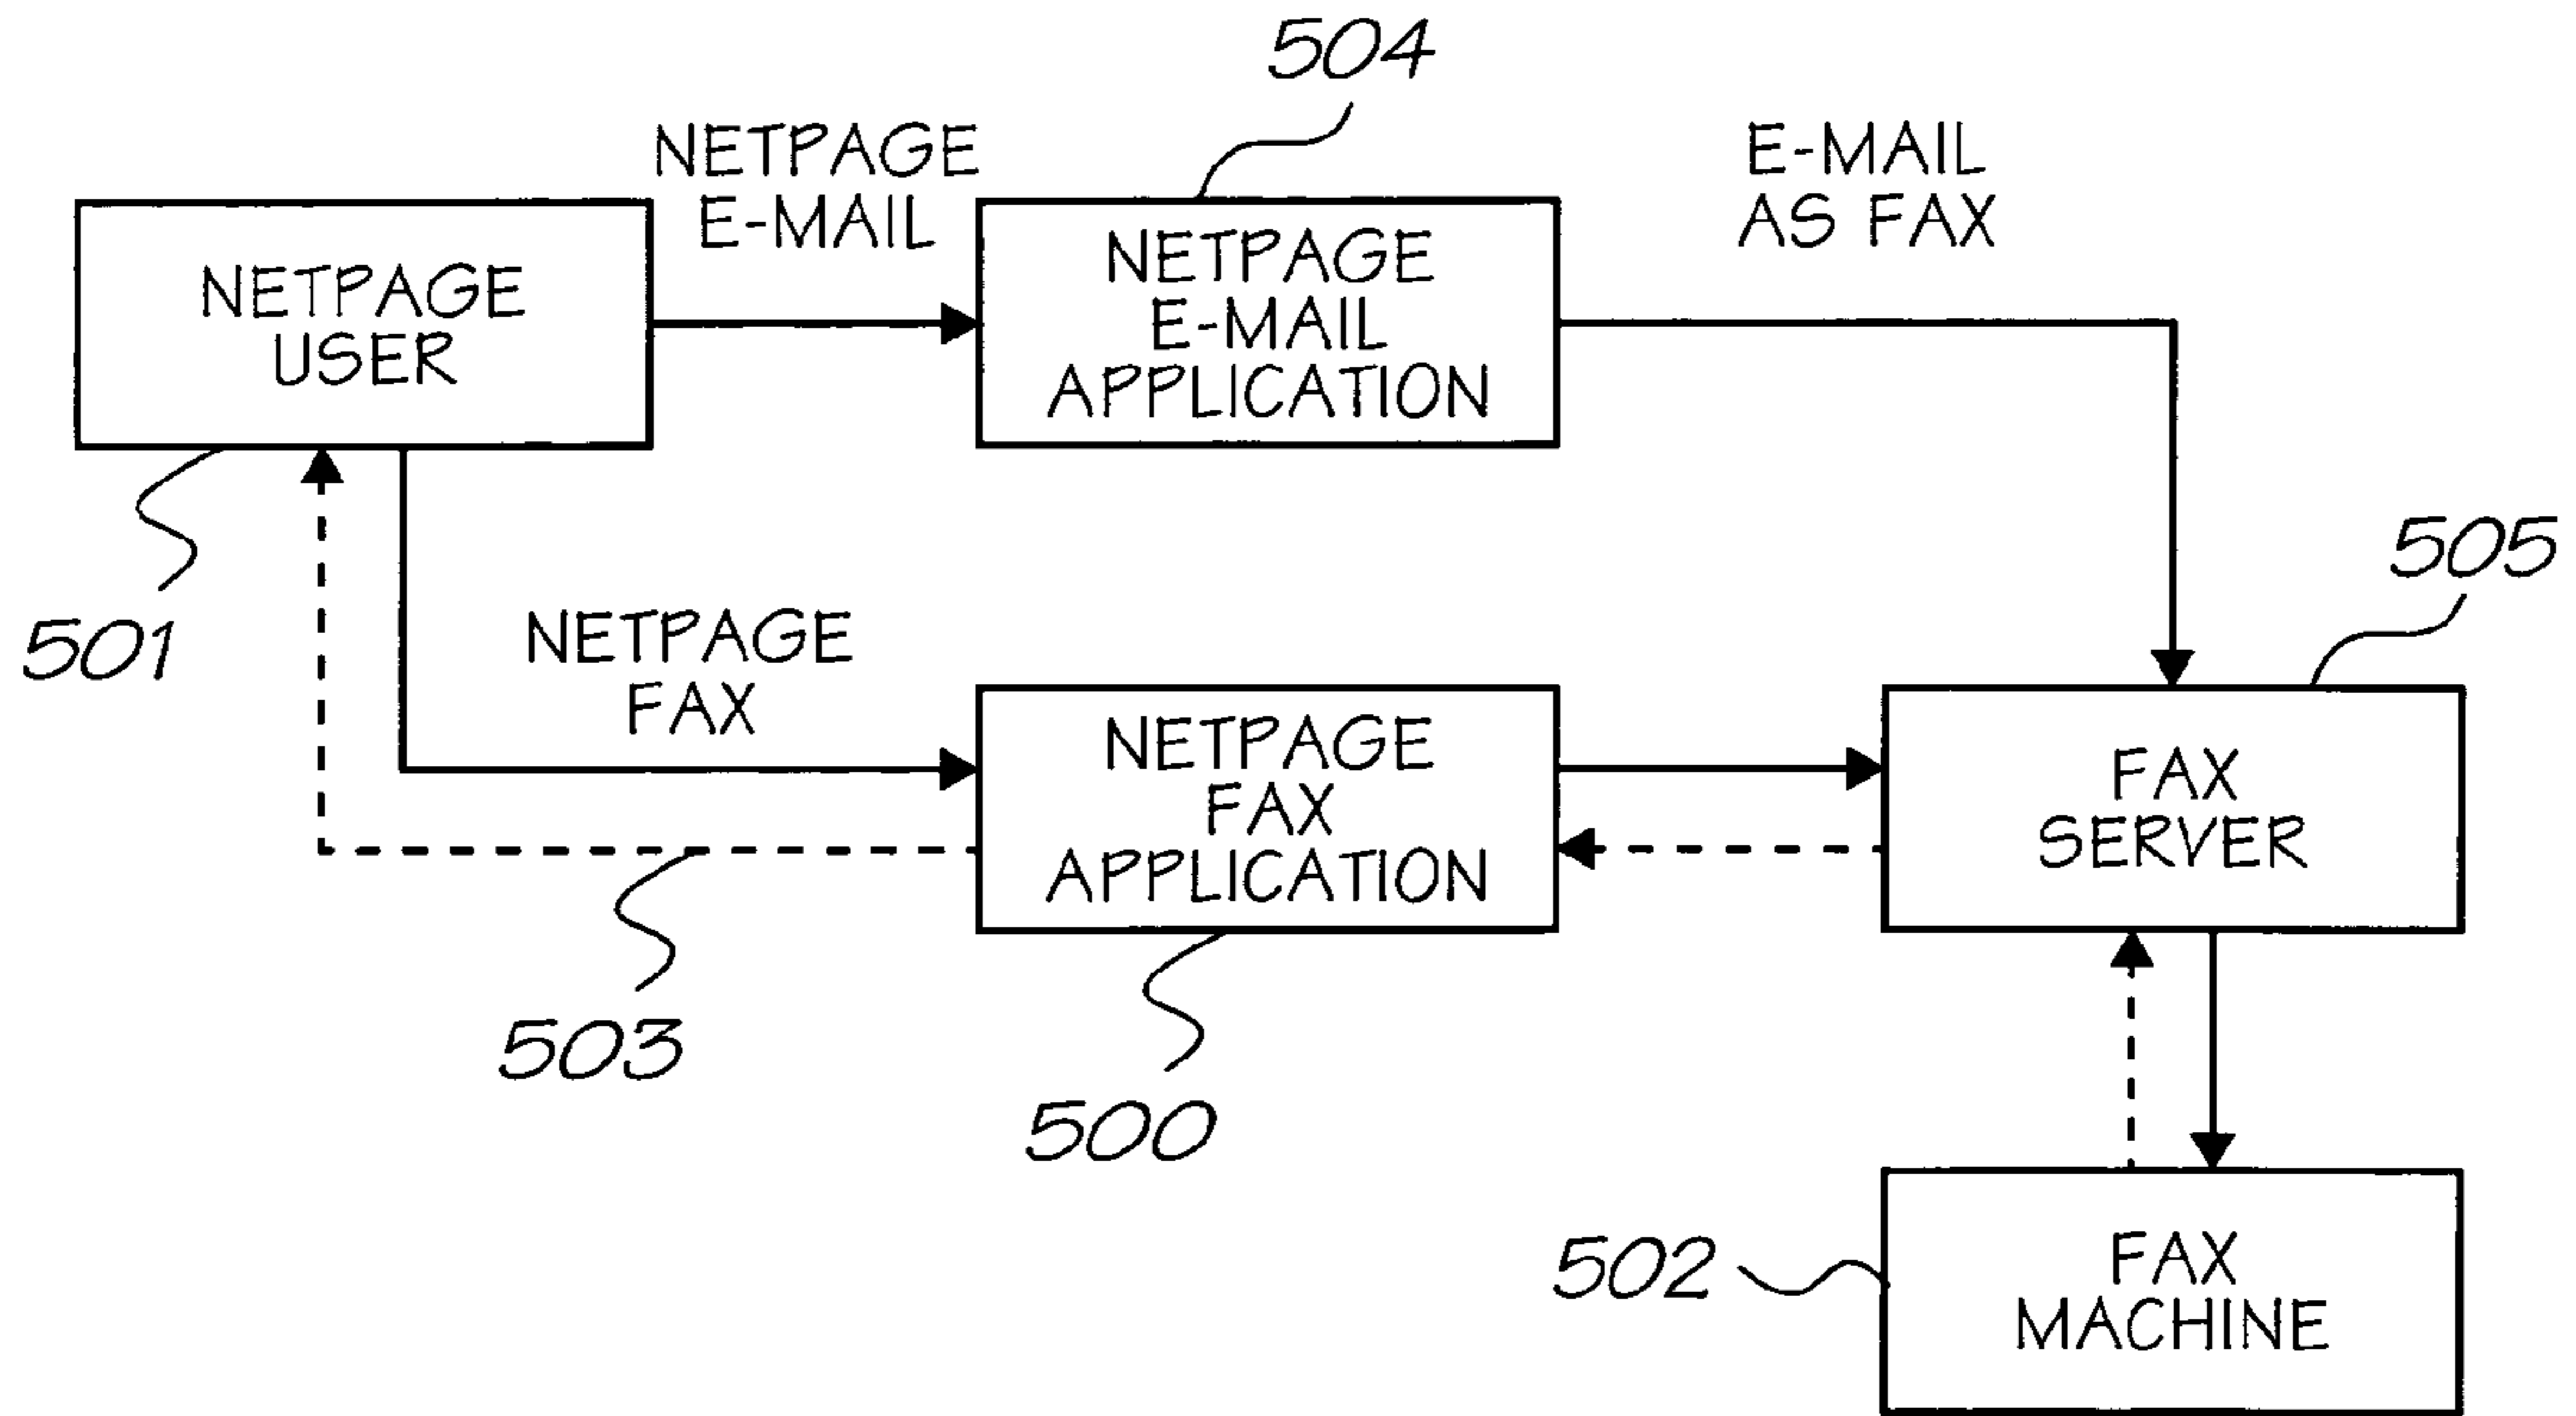 504
NETPAGE
E-MAIL
E-MAIL
AS FAX
NETPAGE
USER
NETPAGE
E-MAIL
APPLICATION
501
505
NETPAGE
FAX
NETPAGE
FAX
APPLICATION
FAX
SERVER
503
500
502
FAX
MACHINE